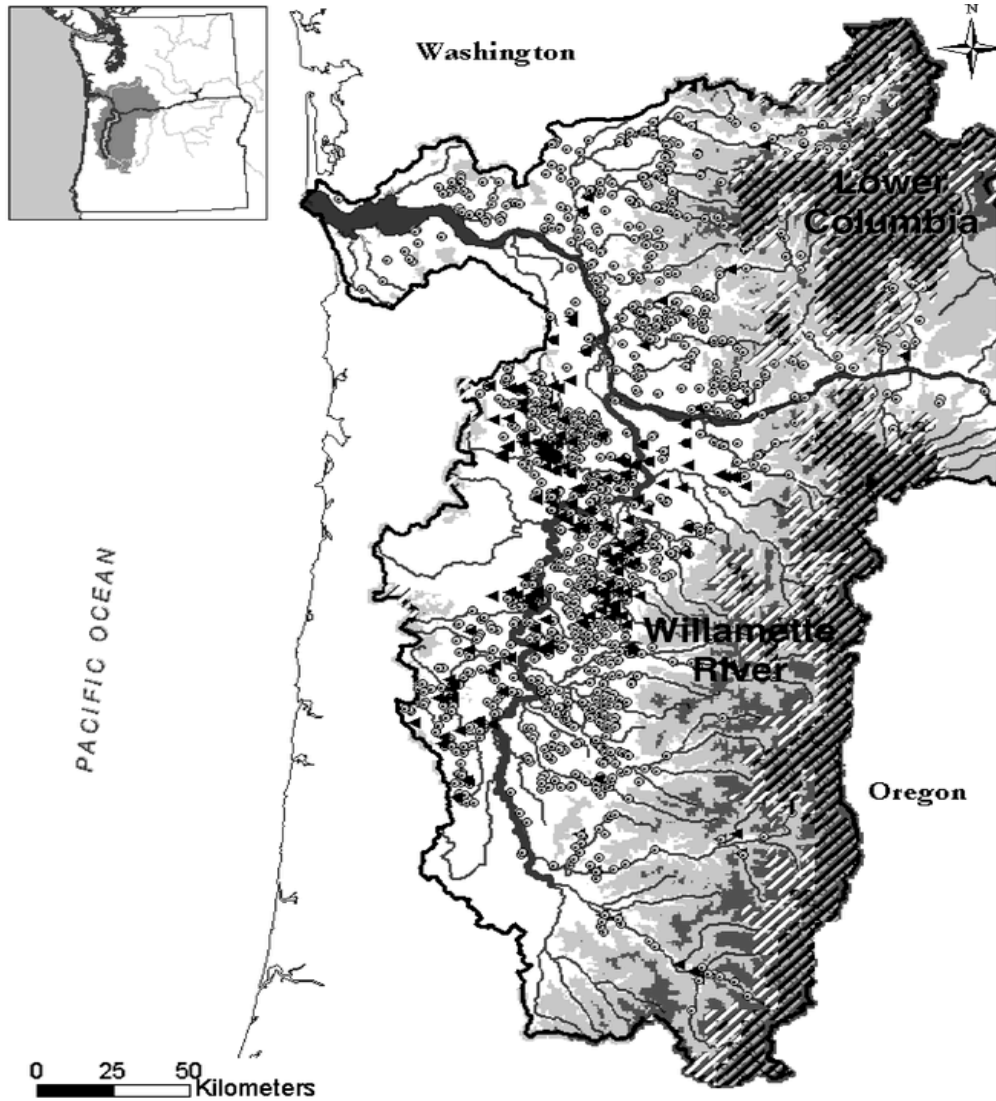 N
Washington
Lower
Columbia
PACIFIC OCEAN
Willamette
River
Oregon
0 25 50
Kilometers